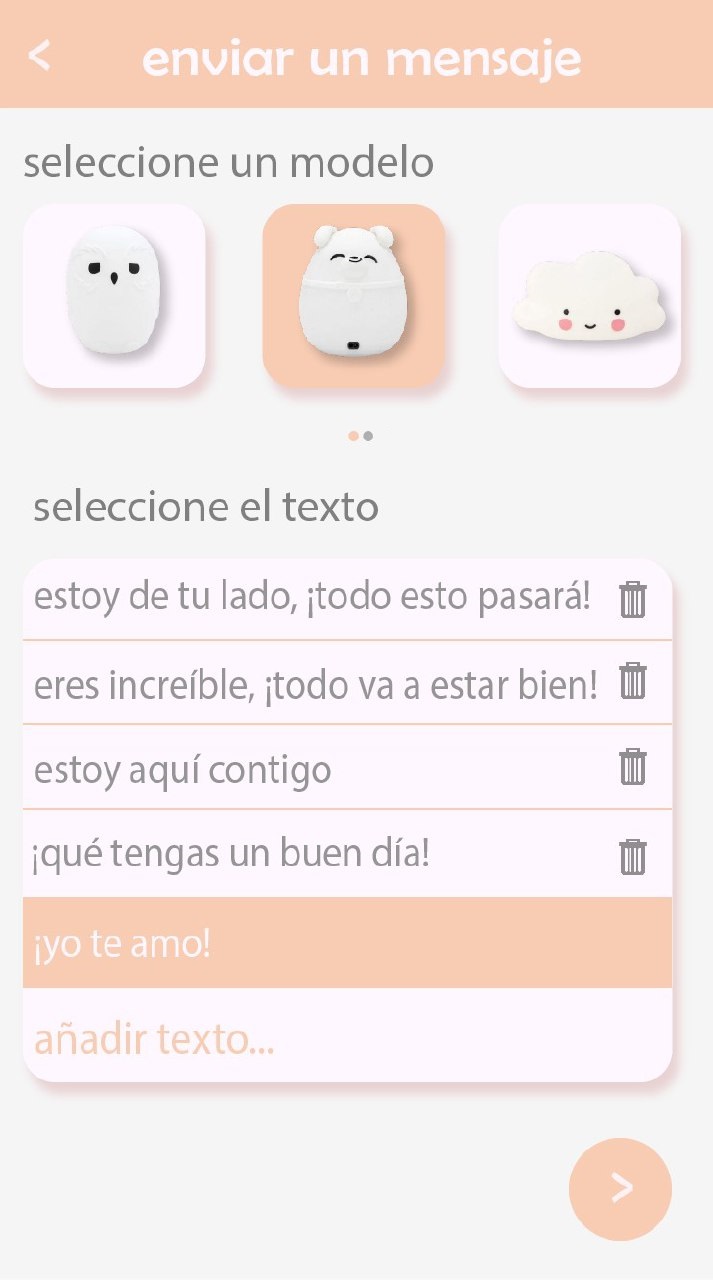 enviar un mensaje
seleccione un modelo
seleccione el texto
estoy de tu lado, ¡todo esto pasará!
eres increíble, ¡todo va a estar bien!
estoy aquí contigo
¡qué tengas un buen día!
¡yo te amo!
añadir texto...